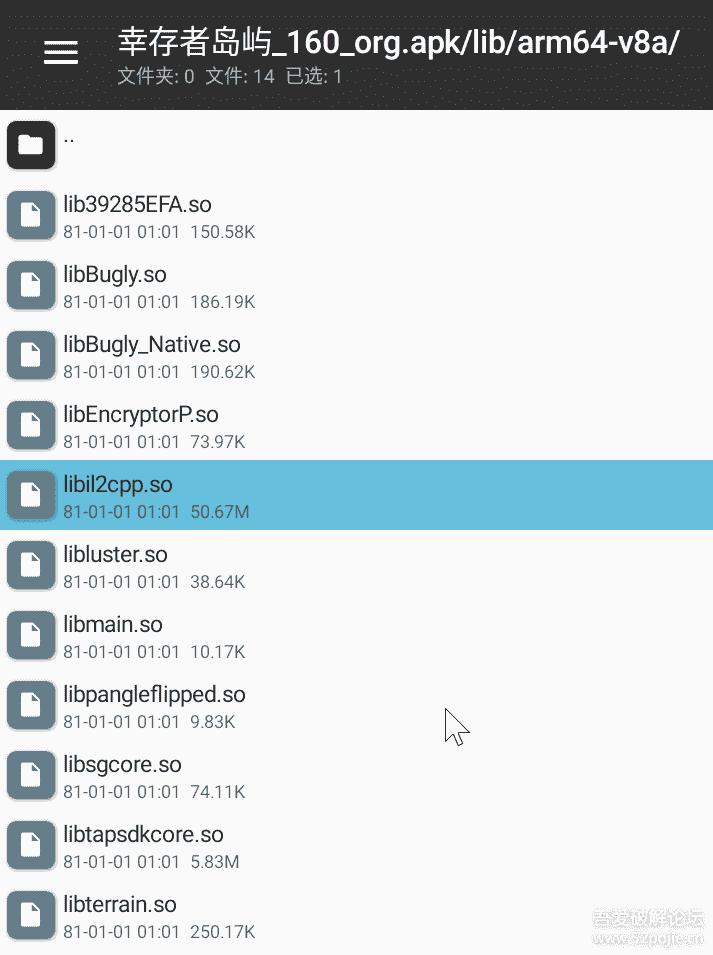 幸存者岛屿_160_org.apk/lib/arm64-v8a/
文件夹: 0 文件: 14 已选: 1
..
lib39285EFA.so
81-01-01 01:01 150.58K
libBugly.so
81-01-01 01:01 186.19K
libBugly_Native.so
81-01-01 01:01 190.62K
libEncryptorP.so
81-01-01 01:01 73.97K
libil2cpp.so
81-01-01 01:01 50.67M
libluster.so
81-01-01 01:01 38.64K
libmain.so
81-01-01 01:01 10.17K
libpangleflipped.so
81-01-01 01:01 9.83K
libsgcore.so
81-01-01 01:01 74.11K
libtapsdkcore.so
81-01-01 01:01 5.83M
libterrain.so
81-01-01 01:01 250.17K
吾爱破解论坛
www.52pojie.cn